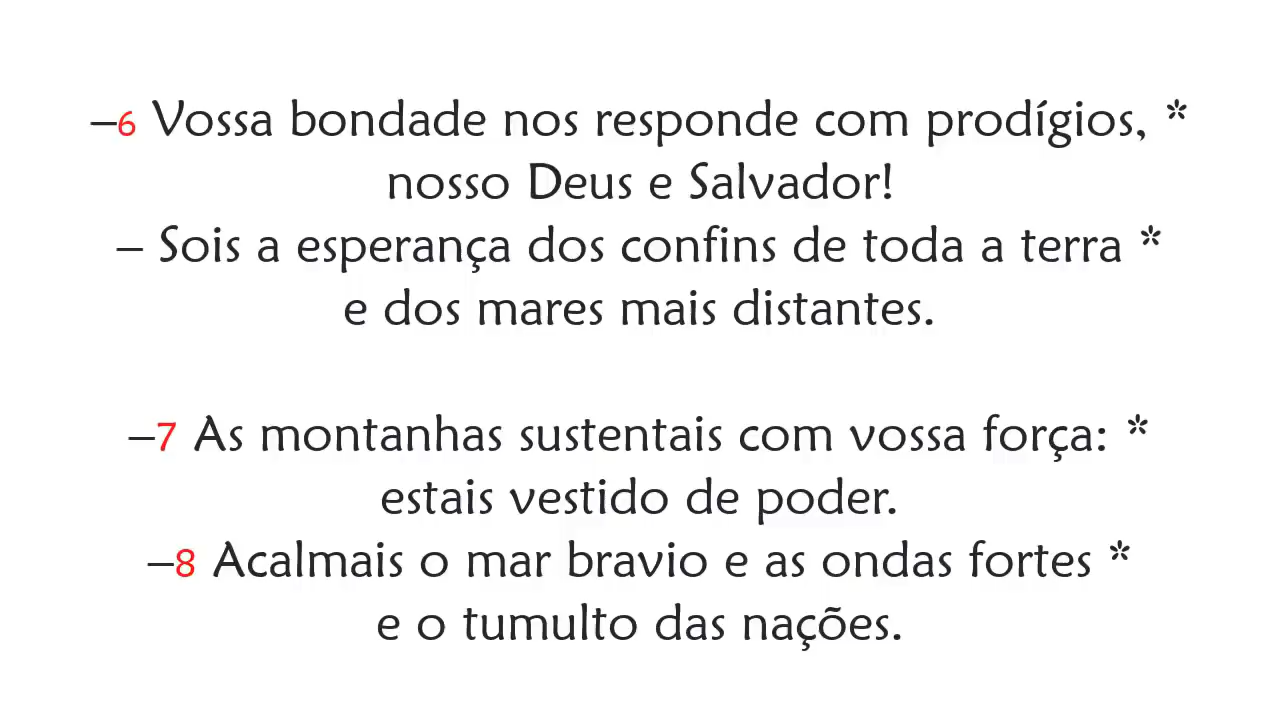 –6 Vossa bondade nos responde com prodígios, *
nosso Deus e Salvador!
– Sois a esperança dos confins de toda a terra *
e dos mares mais distantes.
–7 As montanhas sustentais com vossa força: *
estais vestido de poder.
–8 Acalmais o mar bravio e as ondas fortes *
e o tumulto das nações.